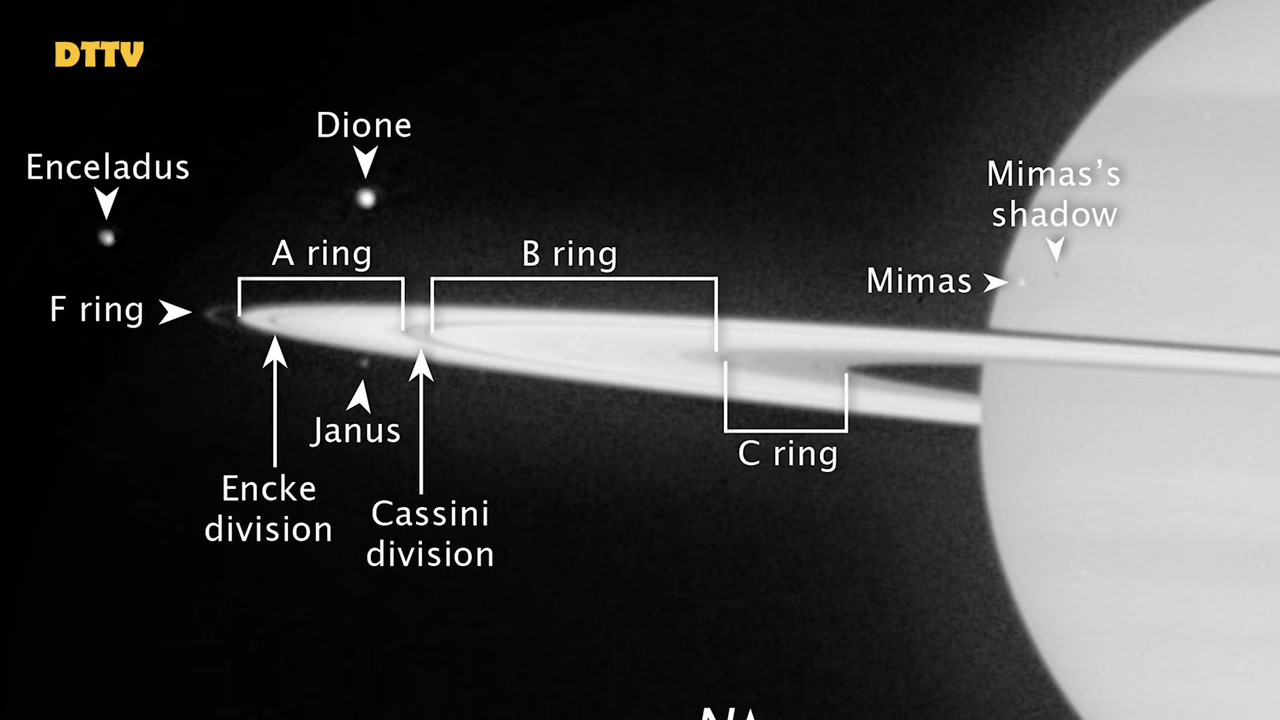 DTTV
Dione
Enceladus
Mimas's
shadow
A ring
B ring
Mimas
F ring
Janus
C ring
Encke
division
Cassini
division